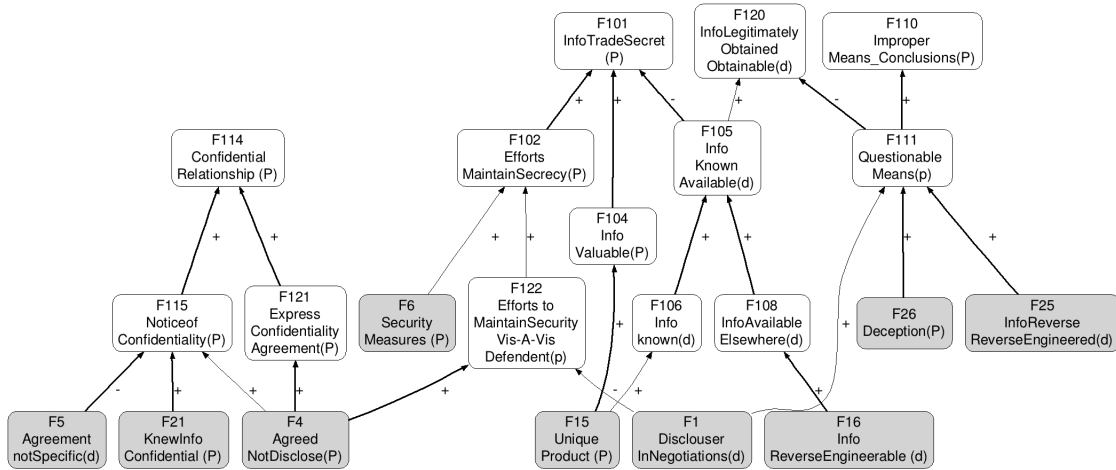 F101
InfoTradeSecret
(P)
F120
InfoLegitimately
Obtained
Obtainable(d)
F110
Improper
Means_Conclusions(P)
+
+
-
+
-
+
F114
Confidential
Relationship (P)
F102
Efforts
MaintainSecrecy(P)
F105
Info
Known
Available(d)
F111
Questionable
Means(p)
F104
Info
Valuable(P)
+
+
+
+
+
+
+
+
F115
Noticeof
Confidentiality(P)
F121
Express
Confidentiality
Agreement(P)
F6
Security
Measures (P)
F122
Efforts to
MaintainSecurity
Vis-A-Vis
Defendent(p)
F106
Info
known(d)
F108
InfoAvailable
Elsewhere(d)
F26
Deception(P)
F25
InfoReverse
ReverseEngineered(d)
+
+
-
+
+
+
+
-
+
+
F5
Agreement
notSpecific(d)
F21
KnewInfo
Confidential (P)
F4
Agreed
NotDisclose(P)
F15
Unique
Product (P)
F1
Disclouser
InNegotiations(d)
F16
Info
ReverseEngineerable (d)